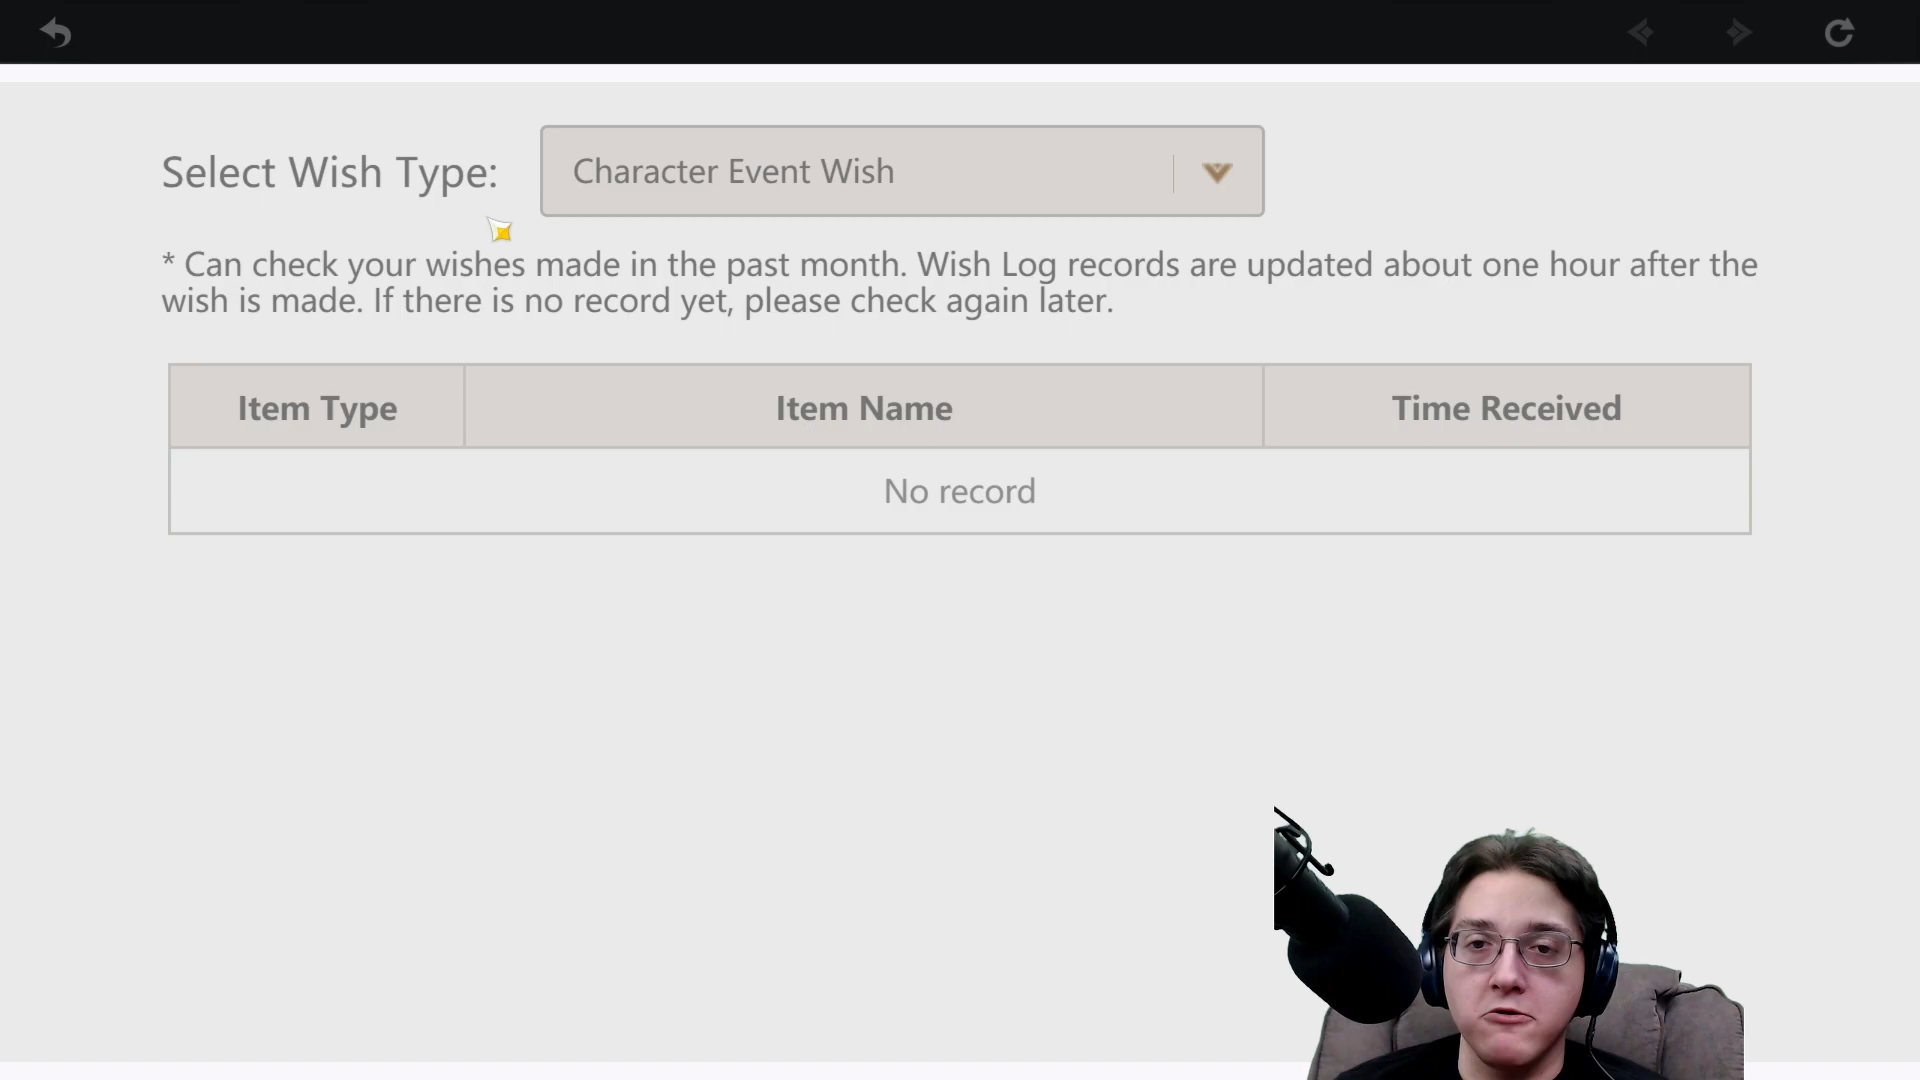 Select Wish Type:
Character Event Wish
* Can check your wishes made in the past month. Wish Log records are updated about one hour after the
wish is made. If there is no record yet, please check again later.
Item Type
Item Name
Time Received
No record